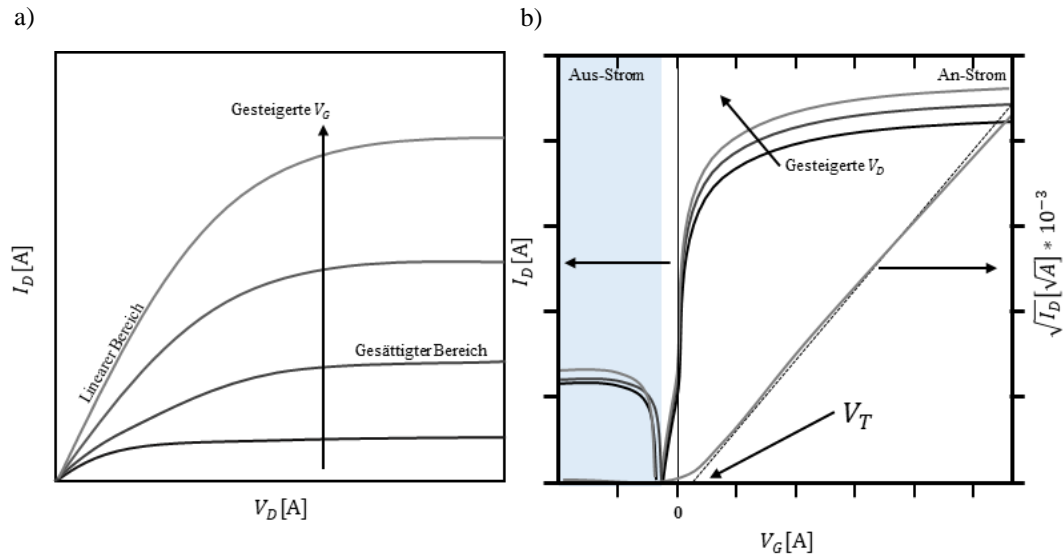 a)
Gesteigerte V_G
Linearer Bereich
Gesättigter Bereich
I_D [A]
V_D [A]
b)
Aus-Strom
An-Strom
Gesteigerte V_D
I_D [A]
√I_D [√A] * 10^−3
V_T
0
V_G [A]